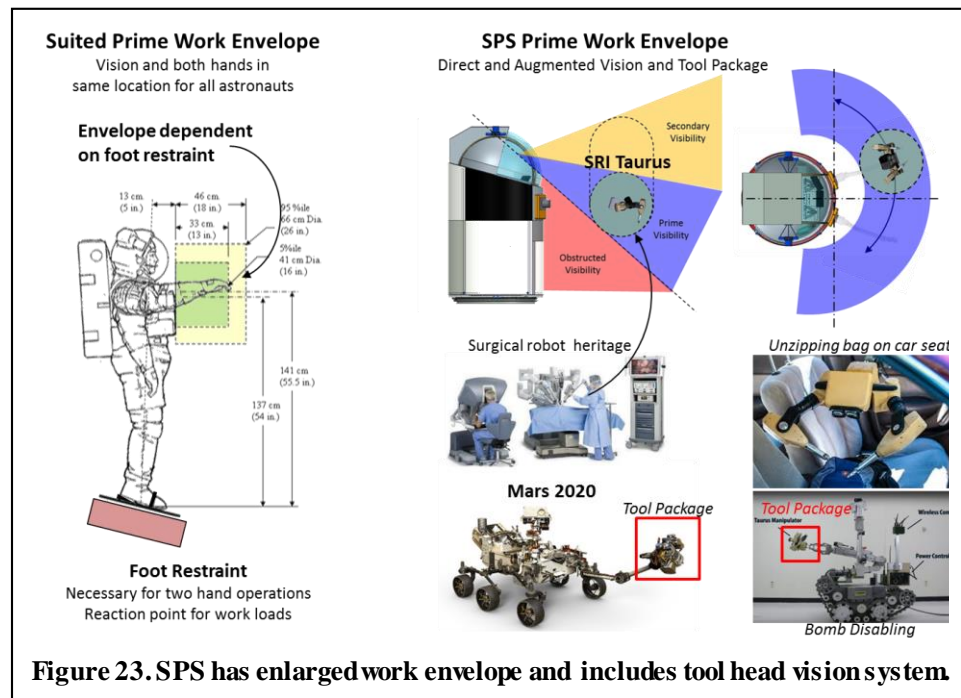 Suited Prime Work Envelope
Vision and both hands in
same location for all astronauts
Envelope dependent
on foot restraint
13 cm
(5 in.)
46 cm
(18 in.)
33 cm
(13 in.)
95 %ile
66 cm Dia.
(26 in.)
5%ile
41 cm Dia.
(16 in.)
141 cm
(55.5 in.)
137 cm
(54 in.)
Foot Restraint
Necessary for two hand operations
Reaction point for work loads
SPS Prime Work Envelope
Direct and Augmented Vision and Tool Package
Secondary
Visibility
SRI Taurus
Prime
Visibility
Obstructed
Visibility
Surgical robot heritage
Unzipping bag on car seat
Mars 2020
Tool Package
Tool Package
Taurus Manipulator
Wireless Con
Power Control
Bomb Disabling
Figure 23. SPS has enlarged work envelope and includes tool head vision system.